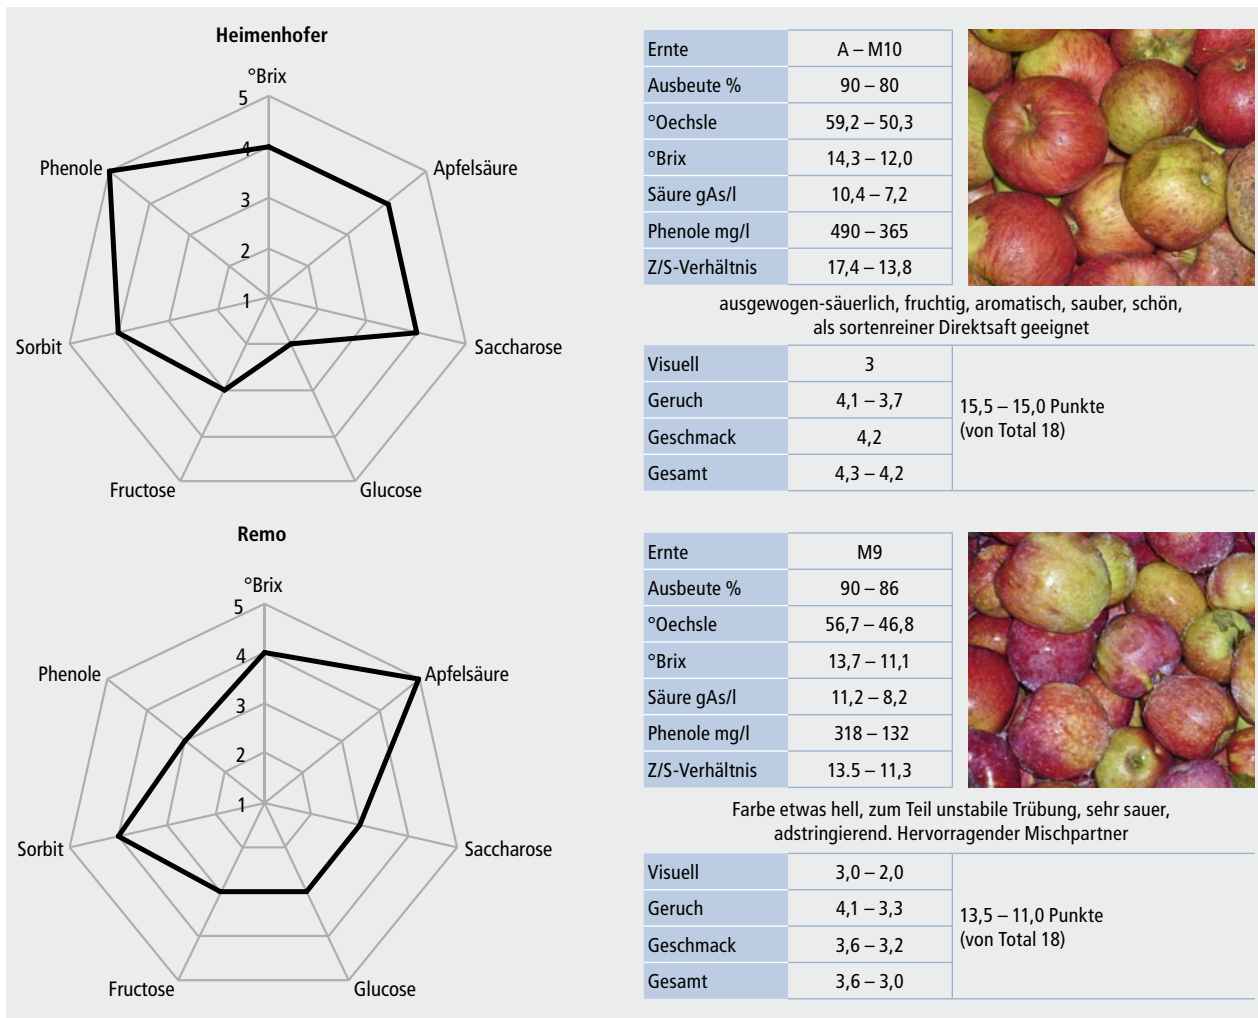 Heimenhofer
°Brix
5
4
3
2
1
Apfelsäure
Saccharose
Glucose
Fructose
Sorbit
Phenole
Ernte A – M10
Ausbeute % 90 – 80
°Oechsle 59,2 – 50,3
°Brix 14,3 – 12,0
Säure gAs/l 10,4 – 7,2
Phenole mg/l 490 – 365
Z/S-Verhältnis 17,4 – 13,8
ausgewogen-säuerlich, fruchtig, aromatisch, sauber, schön,
als sortenreiner Direktsaft geeignet
Visuell 3
Geruch 4,1 – 3,7
Geschmack 4,2
Gesamt 4,3 – 4,2
15,5 – 15,0 Punkte
(von Total 18)
Remo
°Brix
5
4
3
2
1
Apfelsäure
Saccharose
Glucose
Fructose
Sorbit
Phenole
Ernte M9
Ausbeute % 90 – 86
°Oechsle 56,7 – 46,8
°Brix 13,7 – 11,1
Säure gAs/l 11,2 – 8,2
Phenole mg/l 318 – 132
Z/S-Verhältnis 13.5 – 11,3
Farbe etwas hell, zum Teil unstabile Trübung, sehr sauer,
adstringierend. Hervorragender Mischpartner
Visuell 3,0 – 2,0
Geruch 4,1 – 3,3
Geschmack 3,6 – 3,2
Gesamt 3,6 – 3,0
13,5 – 11,0 Punkte
(von Total 18)